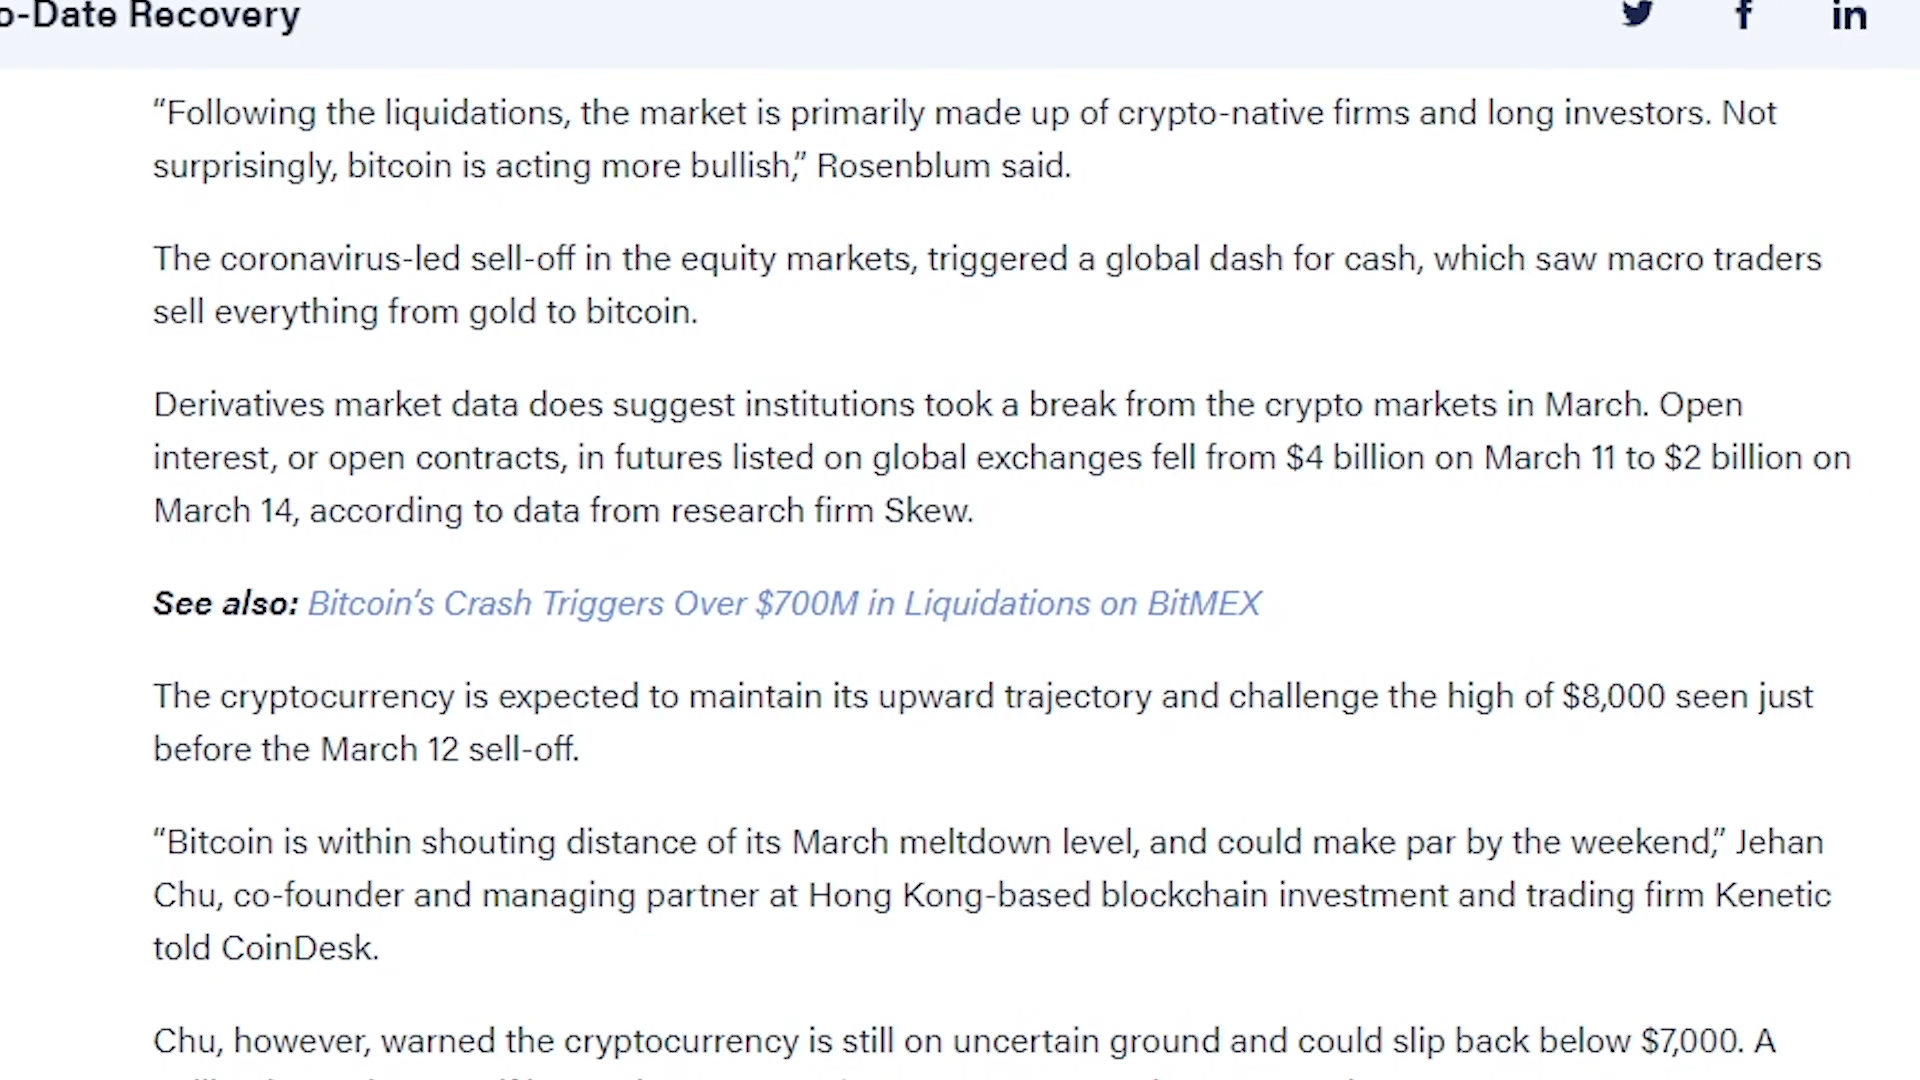 o-Date Recovery
“Following the liquidations, the market is primarily made up of crypto-native firms and long investors. Not
surprisingly, bitcoin is acting more bullish,” Rosenblum said.
The coronavirus-led sell-off in the equity markets, triggered a global dash for cash, which saw macro traders
sell everything from gold to bitcoin.
Derivatives market data does suggest institutions took a break from the crypto markets in March. Open
interest, or open contracts, in futures listed on global exchanges fell from $4 billion on March 11 to $2 billion on
March 14, according to data from research firm Skew.
See also: Bitcoin’s Crash Triggers Over $700M in Liquidations on BitMEX
The cryptocurrency is expected to maintain its upward trajectory and challenge the high of $8,000 seen just
before the March 12 sell-off.
“Bitcoin is within shouting distance of its March meltdown level, and could make par by the weekend,” Jehan
Chu, co-founder and managing partner at Hong Kong-based blockchain investment and trading firm Kenetic
told CoinDesk.
Chu, however, warned the cryptocurrency is still on uncertain ground and could slip back below $7,000. A